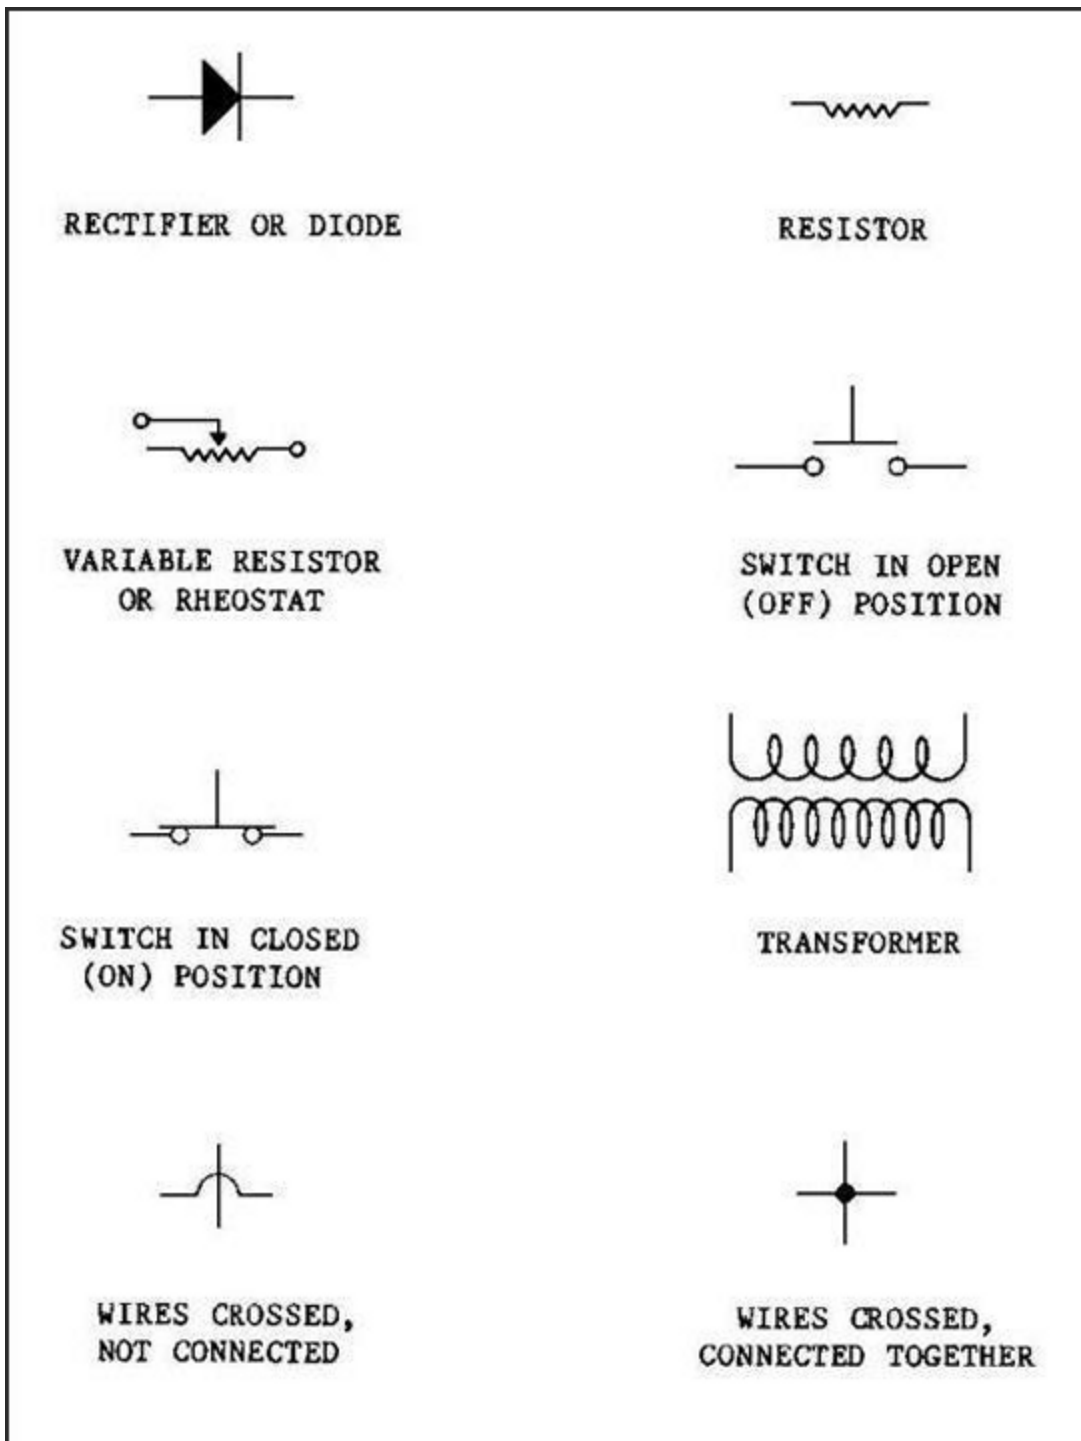 RECTIFIER OR DIODE
RESISTOR
VARIABLE RESISTOR
OR RHEOSTAT
SWITCH IN OPEN
(OFF) POSITION
SWITCH IN CLOSED
(ON) POSITION
TRANSFORMER
WIRES CROSSED,
NOT CONNECTED
WIRES CROSSED,
CONNECTED TOGETHER